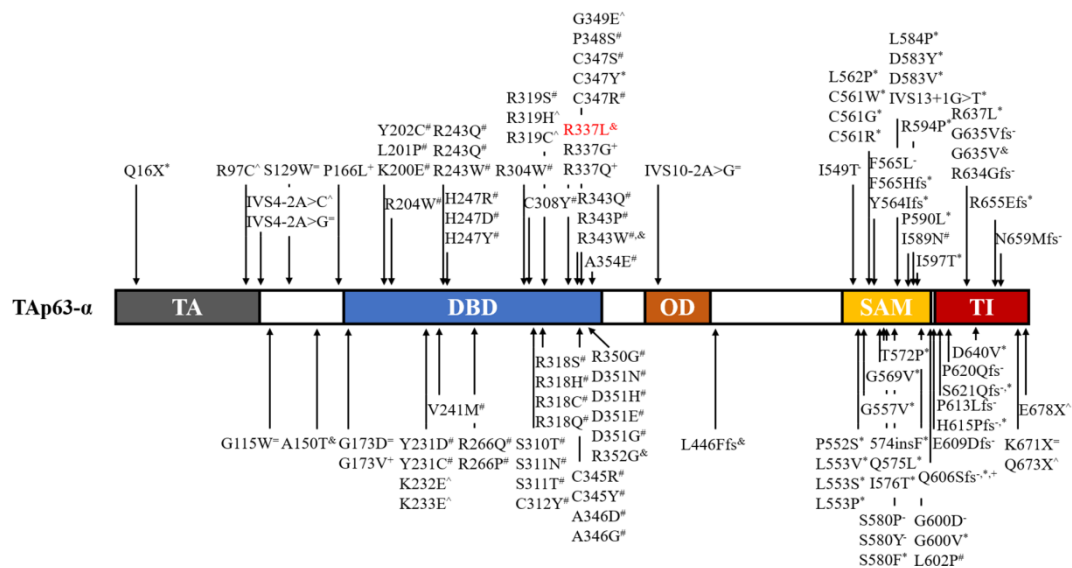 G349E^
P348S#
C347S#
C347Y*
C347R#
R319S#
R319H^
R319C^
R337L&
R337G+
R337Q+
L584P*
D583Y*
D583V*
IVS13+1G>T*
L562P*
C561W*
C561G*
C561R*
R594P*
R637L*
G635Vfs-
G635V&
R634Gfs-
Y202C#
L201P#
K200E#
R243Q#
R243Q#
R243W#
Q16X*
R97C^
S129W=
P166L+
R304W#
IVS10-2A>G=
I549T-
F565L-
F565Hfs*
Y564Ifs*
IVS4-2A>C^
IVS4-2A>G=
R204W#
H247R#
H247D#
H247Y#
C308Y#
R343Q#
R343P#
R343W#,&
A354E#
P590L*
I589N#
I597T*
R655Efs*
N659Mfs-
TAp63-α
TA
DBD
OD
SAM
TI
G115W=
A150T&
G173D=
G173V+
V241M#
Y231D#
Y231C#
K232E^
K233E^
R266Q#
R266P#
R318S#
R318H#
R318C#
R318Q#
S310T#
S311N#
S311T#
C312Y#
R350G#
D351N#
D351H#
D351E#
D351G#
R352G&
C345R#
C345Y#
A346D#
A346G#
L446Ffs&
T572P*
G569V*
G557V*
P552S*
L553V*
L553S*
L553P*
574insF*
Q575L*
I576T*
S580P-
S580Y-
S580F*
D640V*
P620Qfs-
S621Qfs-,*
P613Lfs-
H615Pfs-,*
E609Dfs-
Q606Sfs-,*,+
G600D-
G600V*
L602P#
E678X^
K671X=
Q673X^